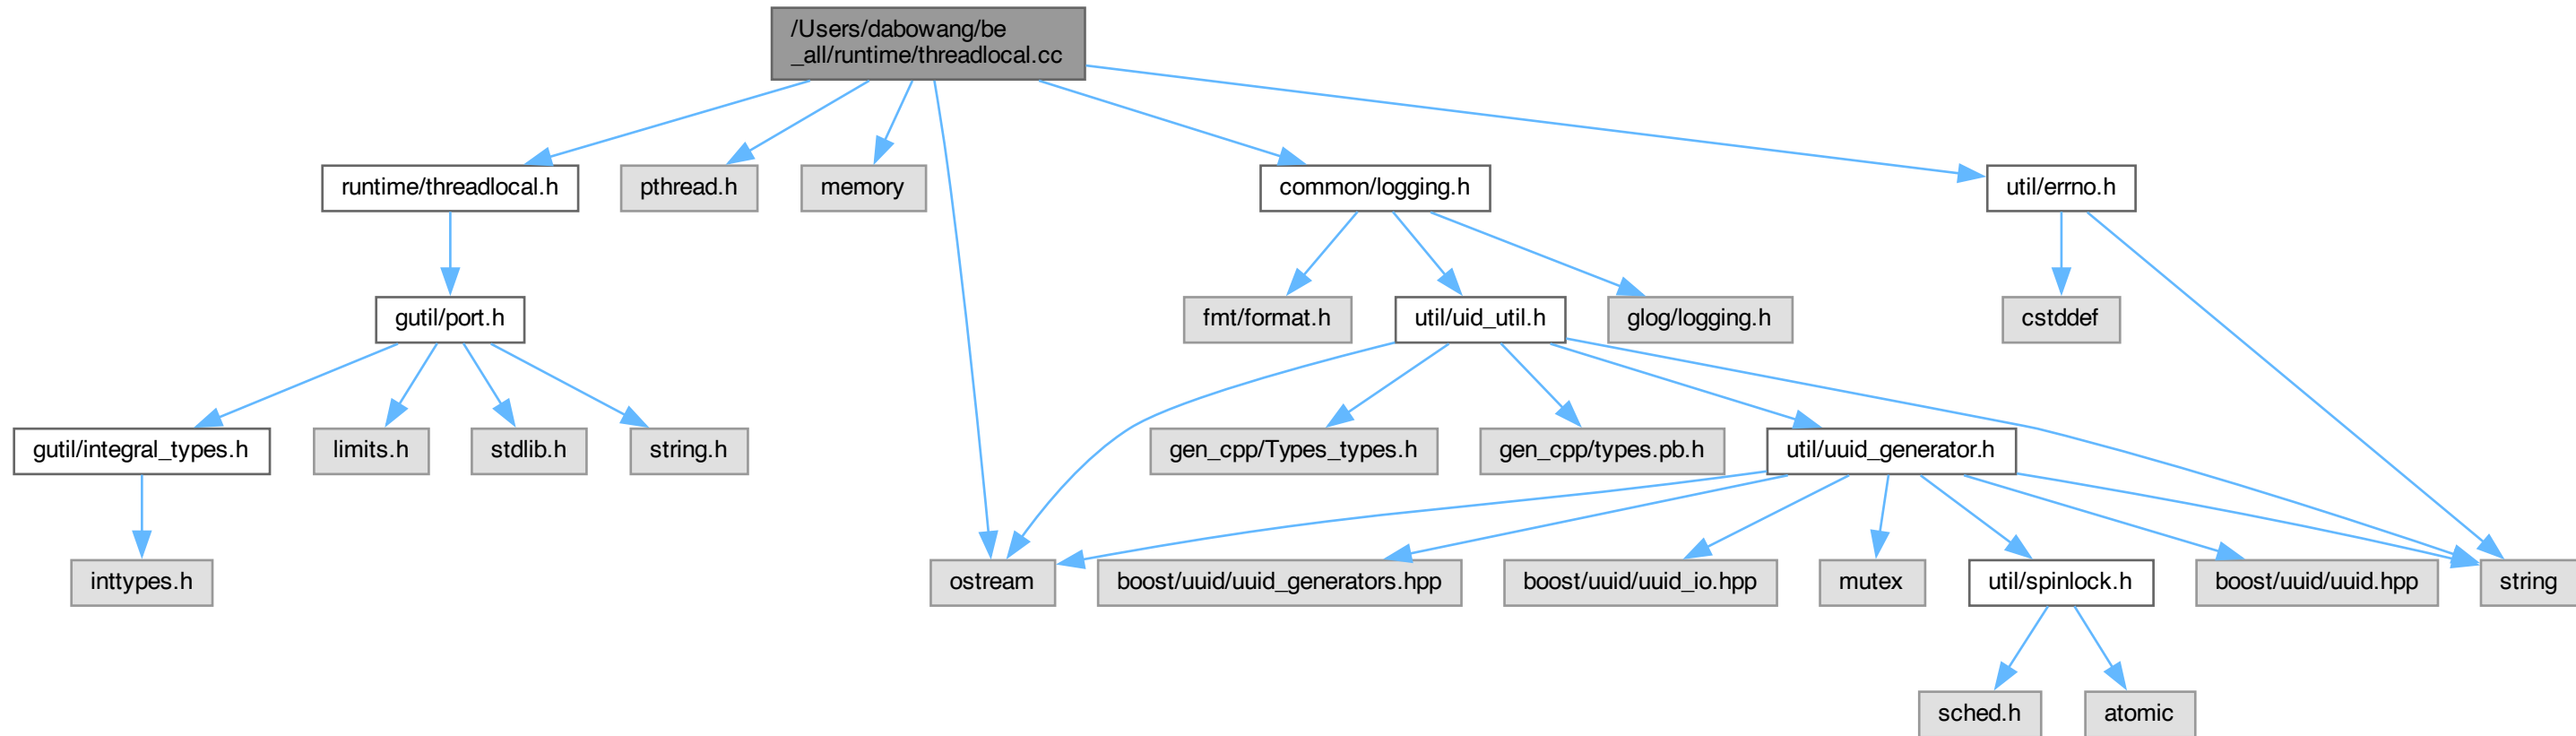 /Users/dabowang/be
_all/runtime/threadlocal.cc
runtime/threadlocal.h
pthread.h
memory
common/logging.h
util/errno.h
gutil/port.h
fmt/format.h
util/uid_util.h
glog/logging.h
cstddef
gutil/integral_types.h
limits.h
stdlib.h
string.h
gen_cpp/Types_types.h
gen_cpp/types.pb.h
util/uuid_generator.h
inttypes.h
ostream
boost/uuid/uuid_generators.hpp
boost/uuid/uuid_io.hpp
mutex
util/spinlock.h
boost/uuid/uuid.hpp
string
sched.h
atomic